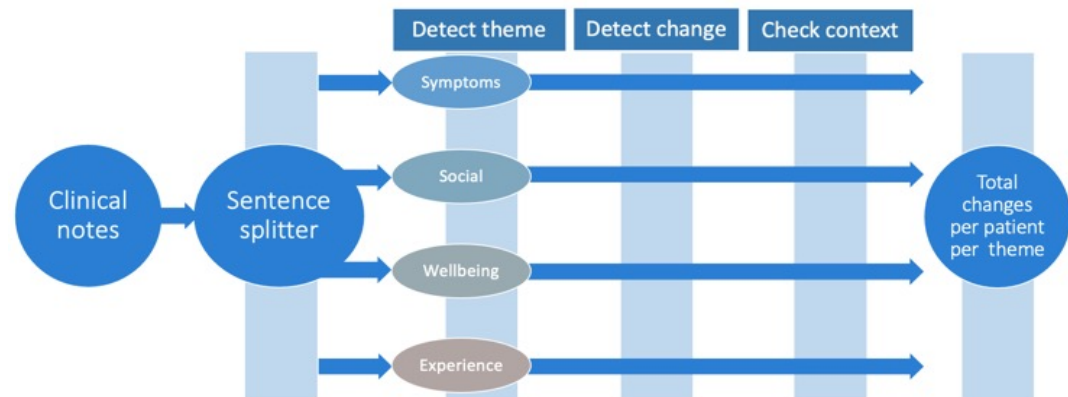 Detect theme
Detect change
Check context
Symptoms
Social
Wellbeing
Experience
Clinical
notes
Sentence
splitter
Total
changes
per patient
per theme